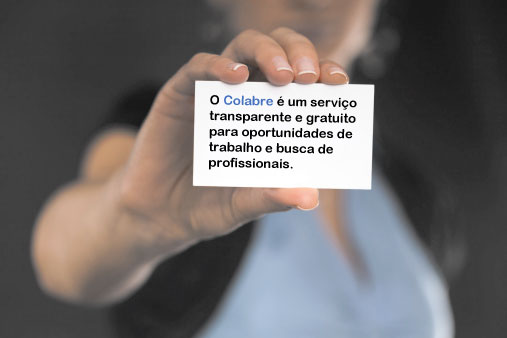 O Colabre é um serviço
transparente e gratuito
para oportunidades de
trabalho e busca de
profissionais.